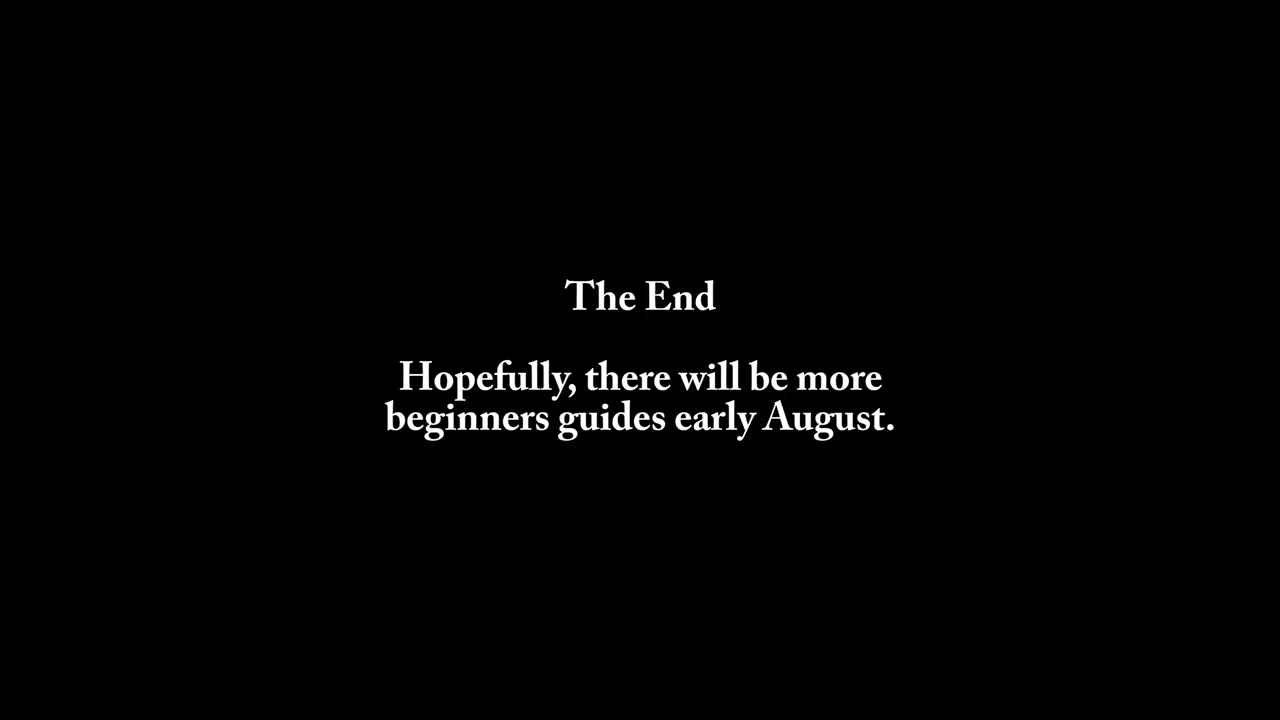 The End
Hopefully, there will be more
beginners guides early August.